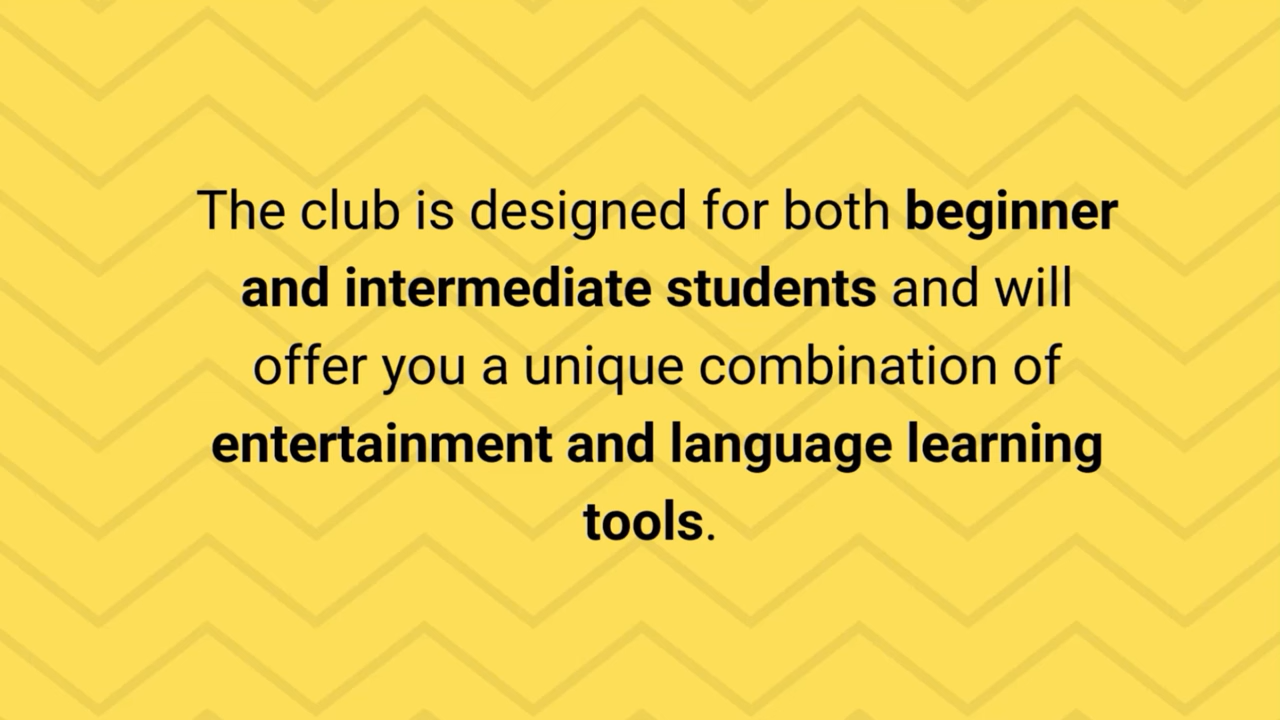 The club is designed for both beginner
and intermediate students and will
offer you a unique combination of
entertainment and language learning
tools.